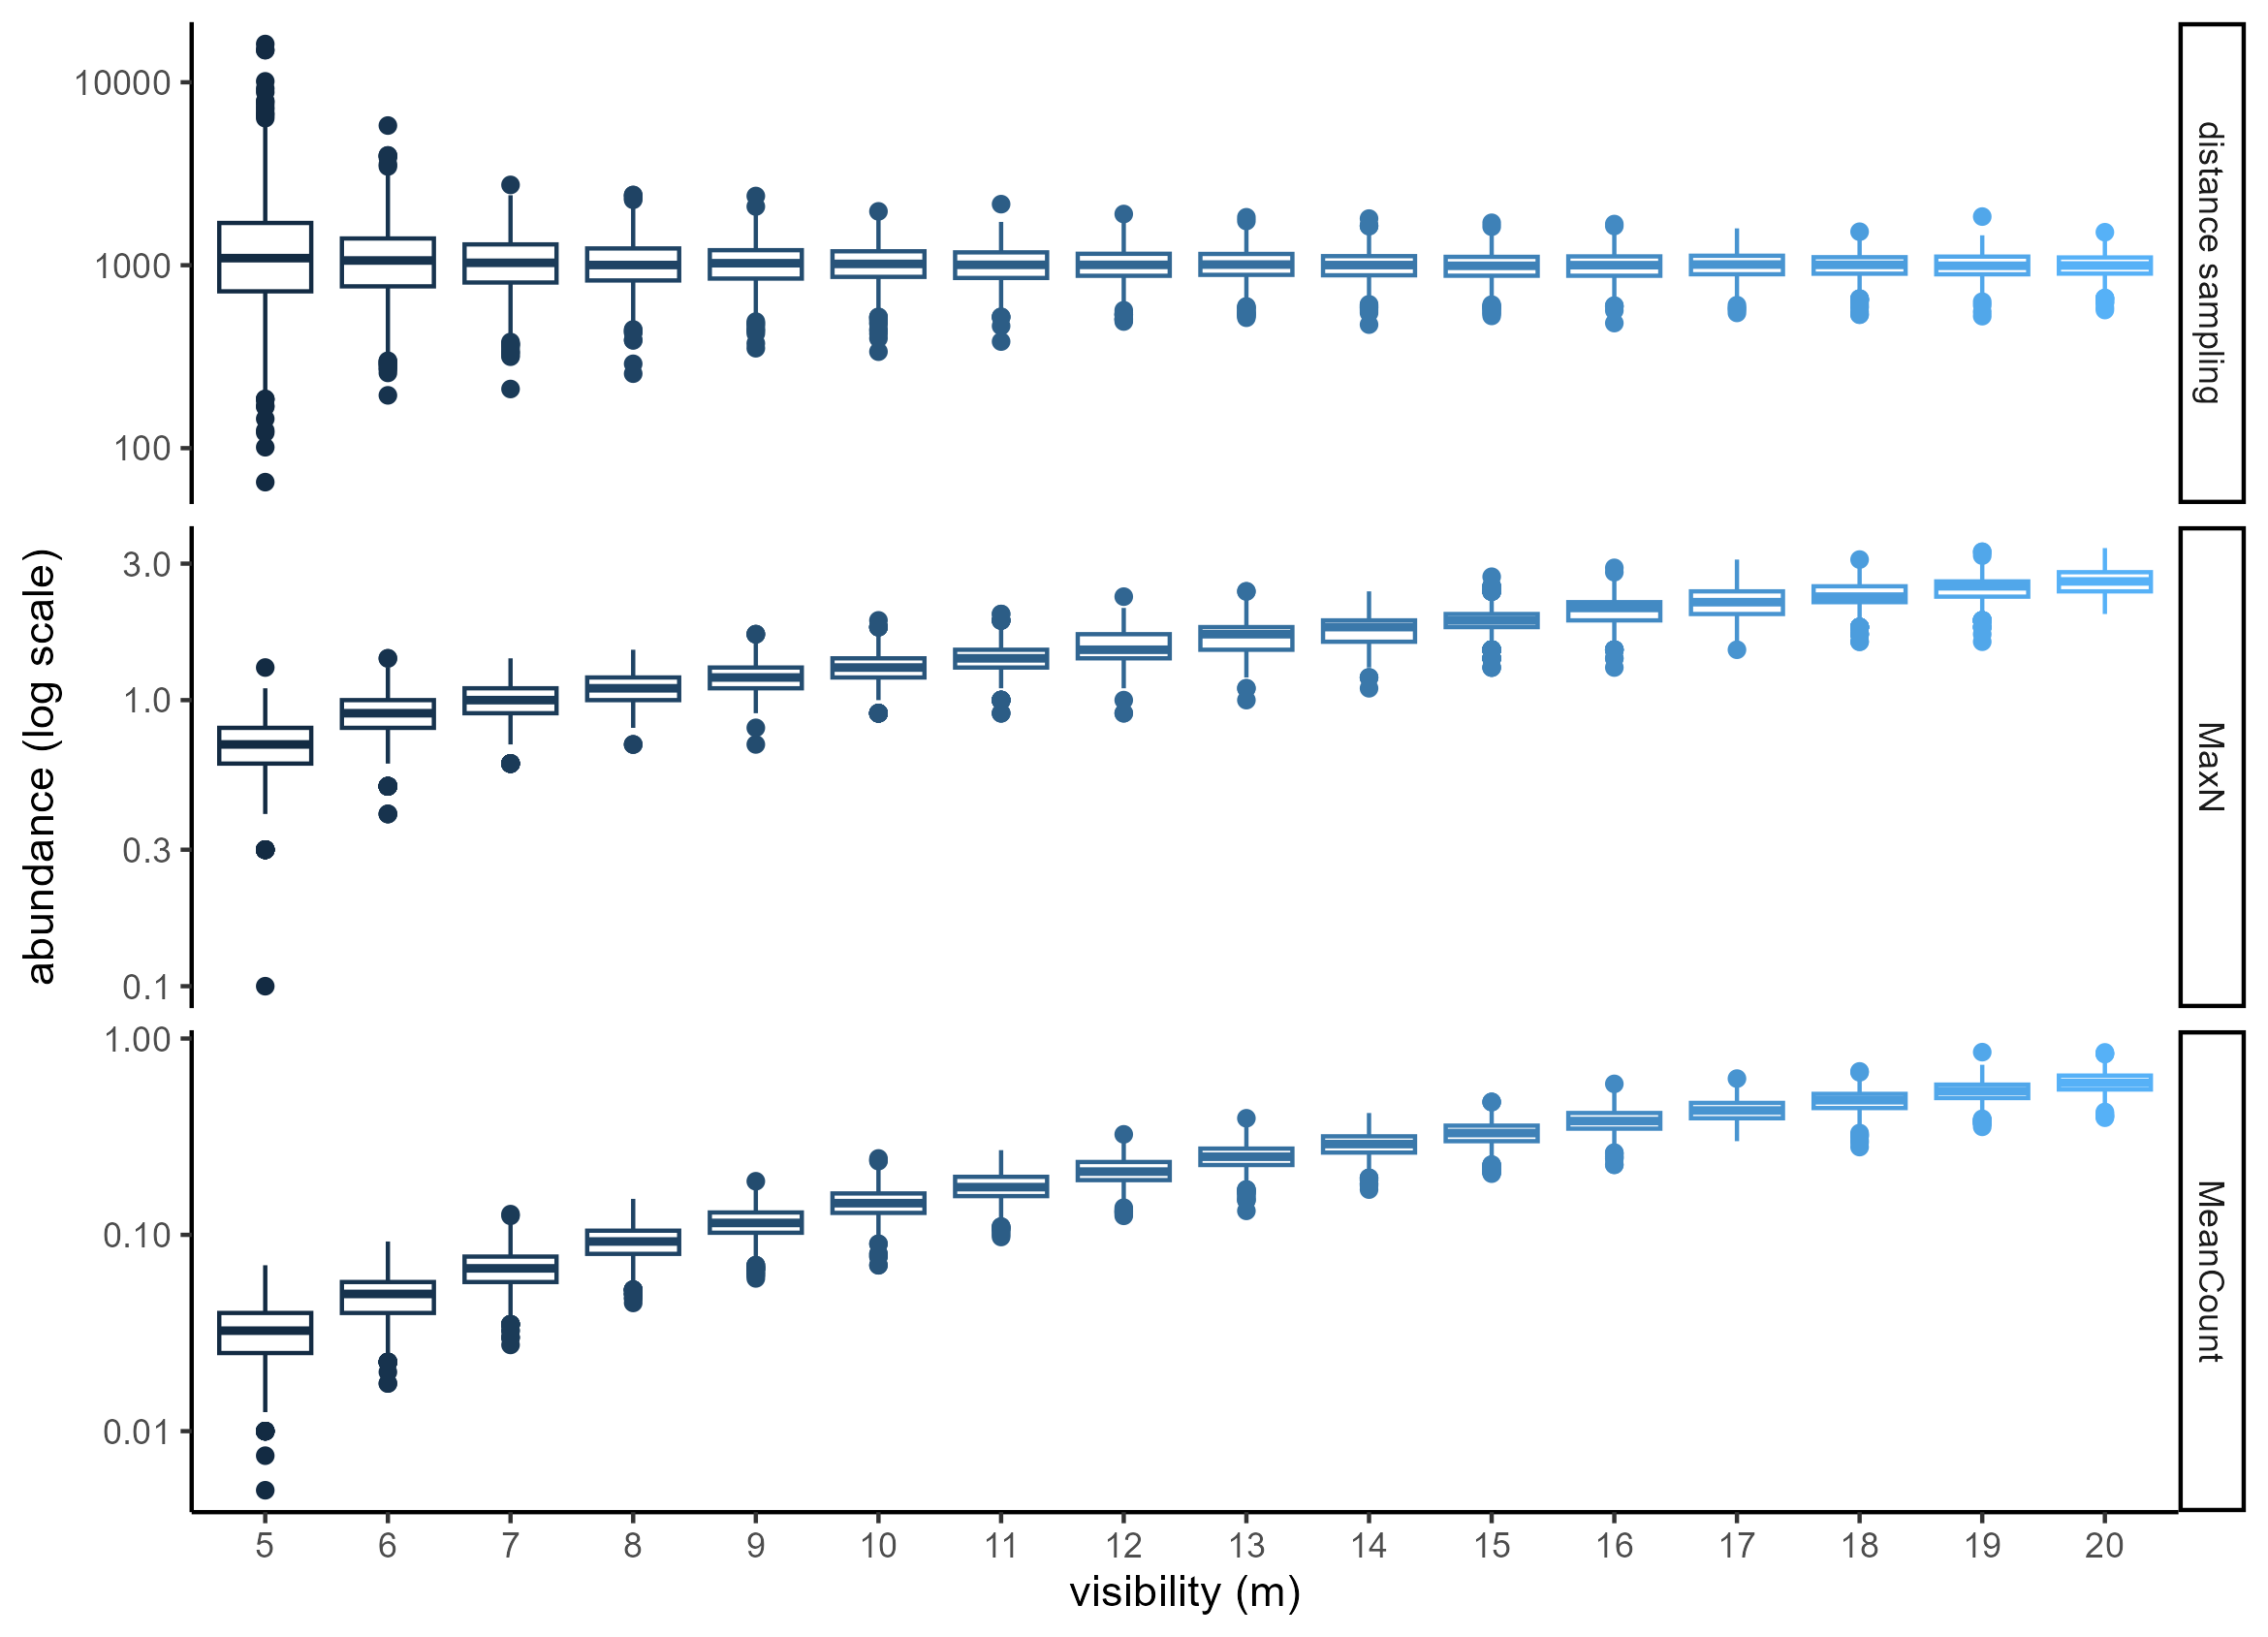 abundance (log scale)
10000
1000
100
distance sampling
3.0
1.0
0.3
0.1
MaxN
1.00
0.10
0.01
MeanCount
5 6 7 8 9 10 11 12 13 14 15 16 17 18 19 20
visibility (m)